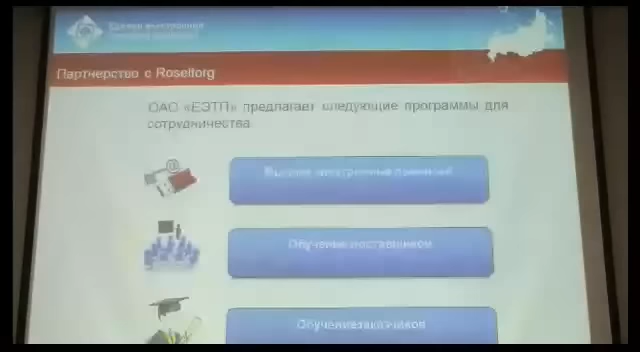 Партнерство с Roseltorg
ОАО «ЕЭТП» предлагает следующие программы для
сотрудничества
Обучение поставщиков
Обучение заказчиков